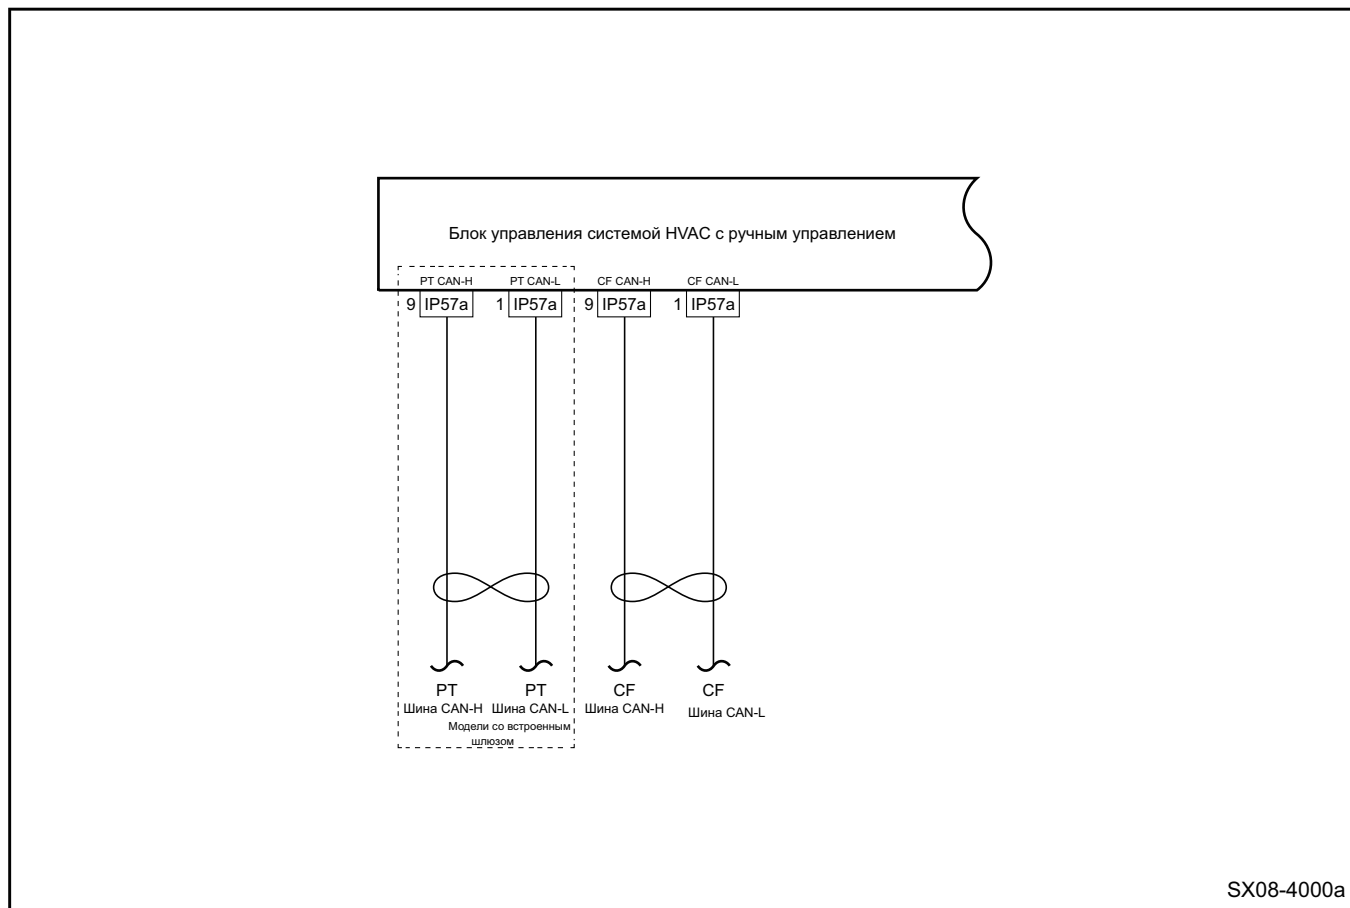 Блок управления системой HVAC с ручным управлением
PT CAN-H PT CAN-L CF CAN-H CF CAN-L
9 IP57a 1 IP57a 9 IP57a 1 IP57a
PT PT CF CF
Шина CAN-H Шина CAN-L Шина CAN-H Шина CAN-L
Модели со встроенным
шлюзом
SX08-4000a